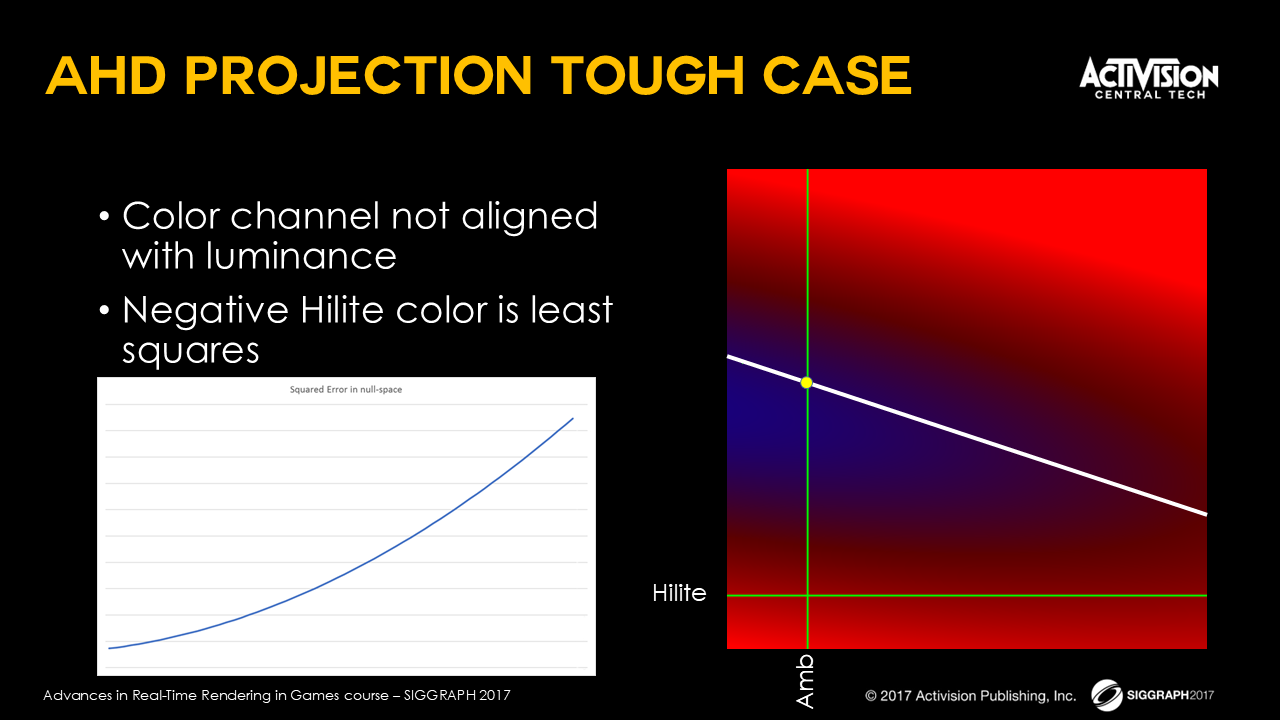 AHD PROJECTION TOUGH CASE
ACTIVISION
CENTRAL TECH
• Color channel not aligned
with luminance
• Negative Hilite color is least
squares
Squared Error in null-space
Hilite
Amb
Advances in Real-Time Rendering in Games course – SIGGRAPH 2017
© 2017 Activision Publishing, Inc.
SIGGRAPH2017